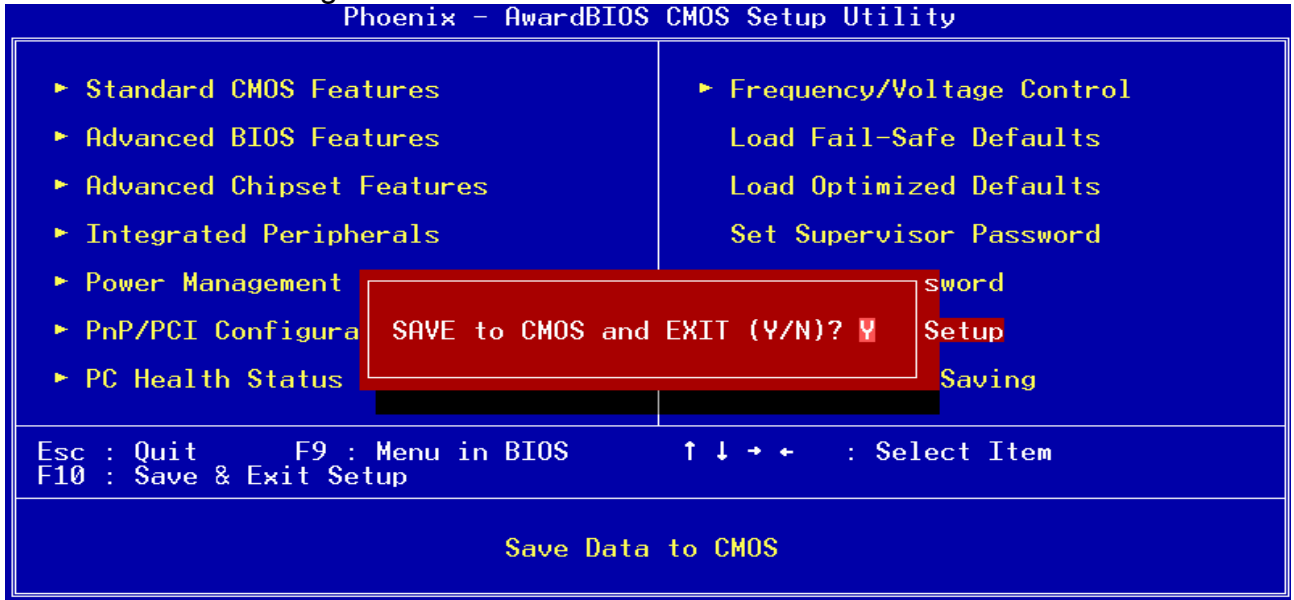 Phoenix - AwardBIOS CMOS Setup Utility
► Standard CMOS Features
► Advanced BIOS Features
► Advanced Chipset Features
► Integrated Peripherals
► Power Management
► PnP/PCI Configura
► PC Health Status
► Frequency/Voltage Control
Load Fail-Safe Defaults
Load Optimized Defaults
Set Supervisor Password
sword
Setup
Saving
SAVE to CMOS and EXIT (Y/N)? Y
Esc : Quit F9 : Menu in BIOS ↑ ↓ → ← : Select Item
F10 : Save & Exit Setup
Save Data to CMOS